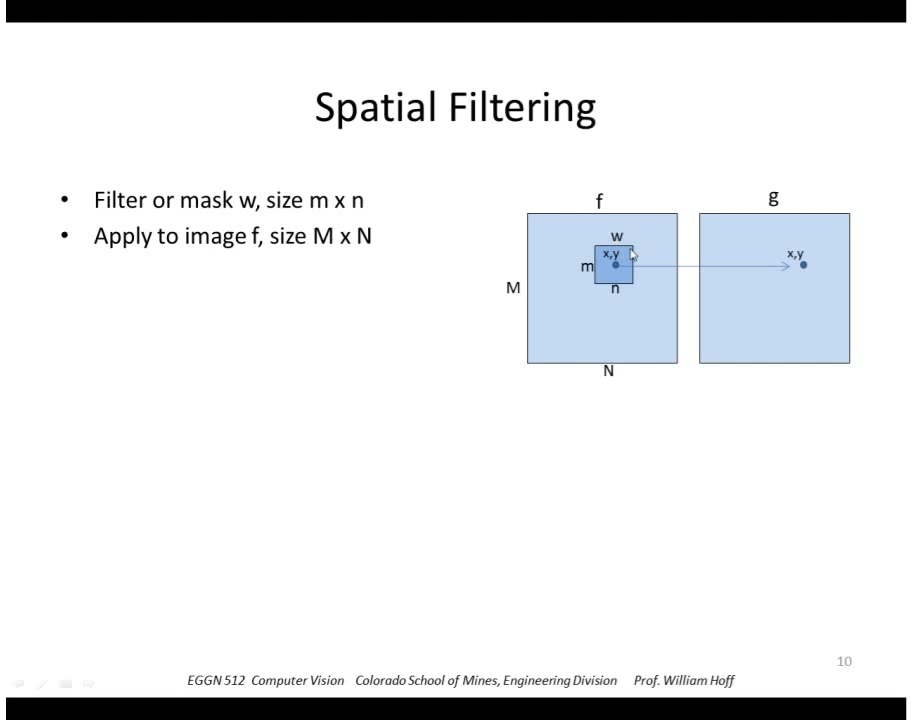 Spatial Filtering
• Filter or mask w, size m x n
• Apply to image f, size M x N
f
g
w
x,y
x,y
m
M
n
N
10
EGGN 512 Computer Vision Colorado School of Mines, Engineering Division Prof. William Hoff